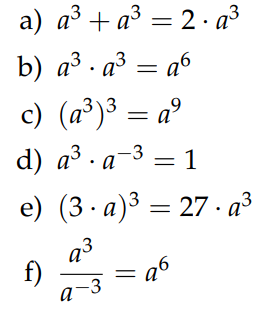 a) a³ + a³ = 2 · a³
b) a³ · a³ = a⁶
c) (a³)³ = a⁹
d) a³ · a⁻³ = 1
e) (3 · a)³ = 27 · a³
f) a³/a⁻³ = a⁶